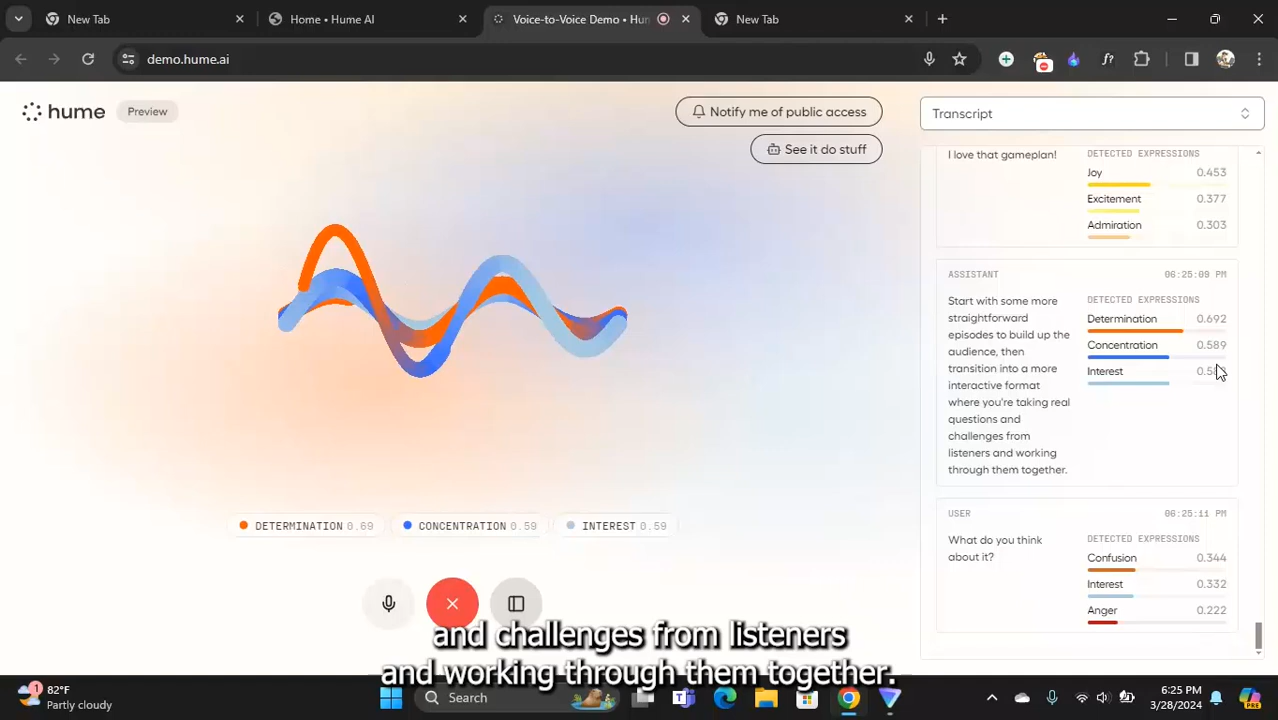 New Tab
Home • Hume AI
Voice-to-Voice Demo • Hum
New Tab
demo.hume.ai
hume
Preview
Notify me of public access
See it do stuff
Transcript
I love that gameplan!
DETECTED EXPRESSIONS
Joy 0.453
Excitement 0.377
Admiration 0.303
ASSISTANT 06:25:09 PM
Start with some more
straightforward
episodes to build up the
audience, then
transition into a more
interactive format
where you're taking real
questions and
challenges from
listeners and working
through them together.
DETECTED EXPRESSIONS
Determination 0.692
Concentration 0.589
Interest
DETERMINATION 0.69
CONCENTRATION 0.59
INTEREST 0.59
USER 06:25:11 PM
What do you think
about it?
DETECTED EXPRESSIONS
Confusion 0.344
Interest 0.332
Anger 0.222
and challenges from listeners
and working through them together.
1
82°F
Partly cloudy
Search
6:25 PM
3/28/2024
PRE